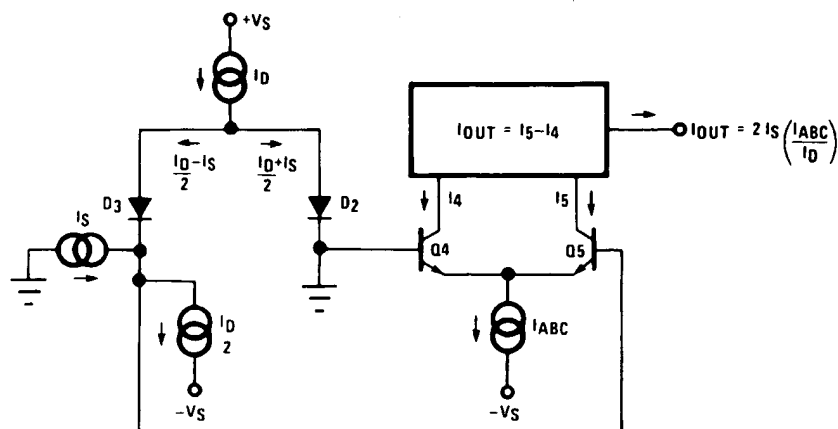 +VS
ID
ID/2 – IS
ID/2 + IS
IOUT = I5–I4
IOUT = 2 IS (IABC/ID)
D3
D2
I4
I5
IS
Q4
Q5
ID
2
IABC
–VS
–VS